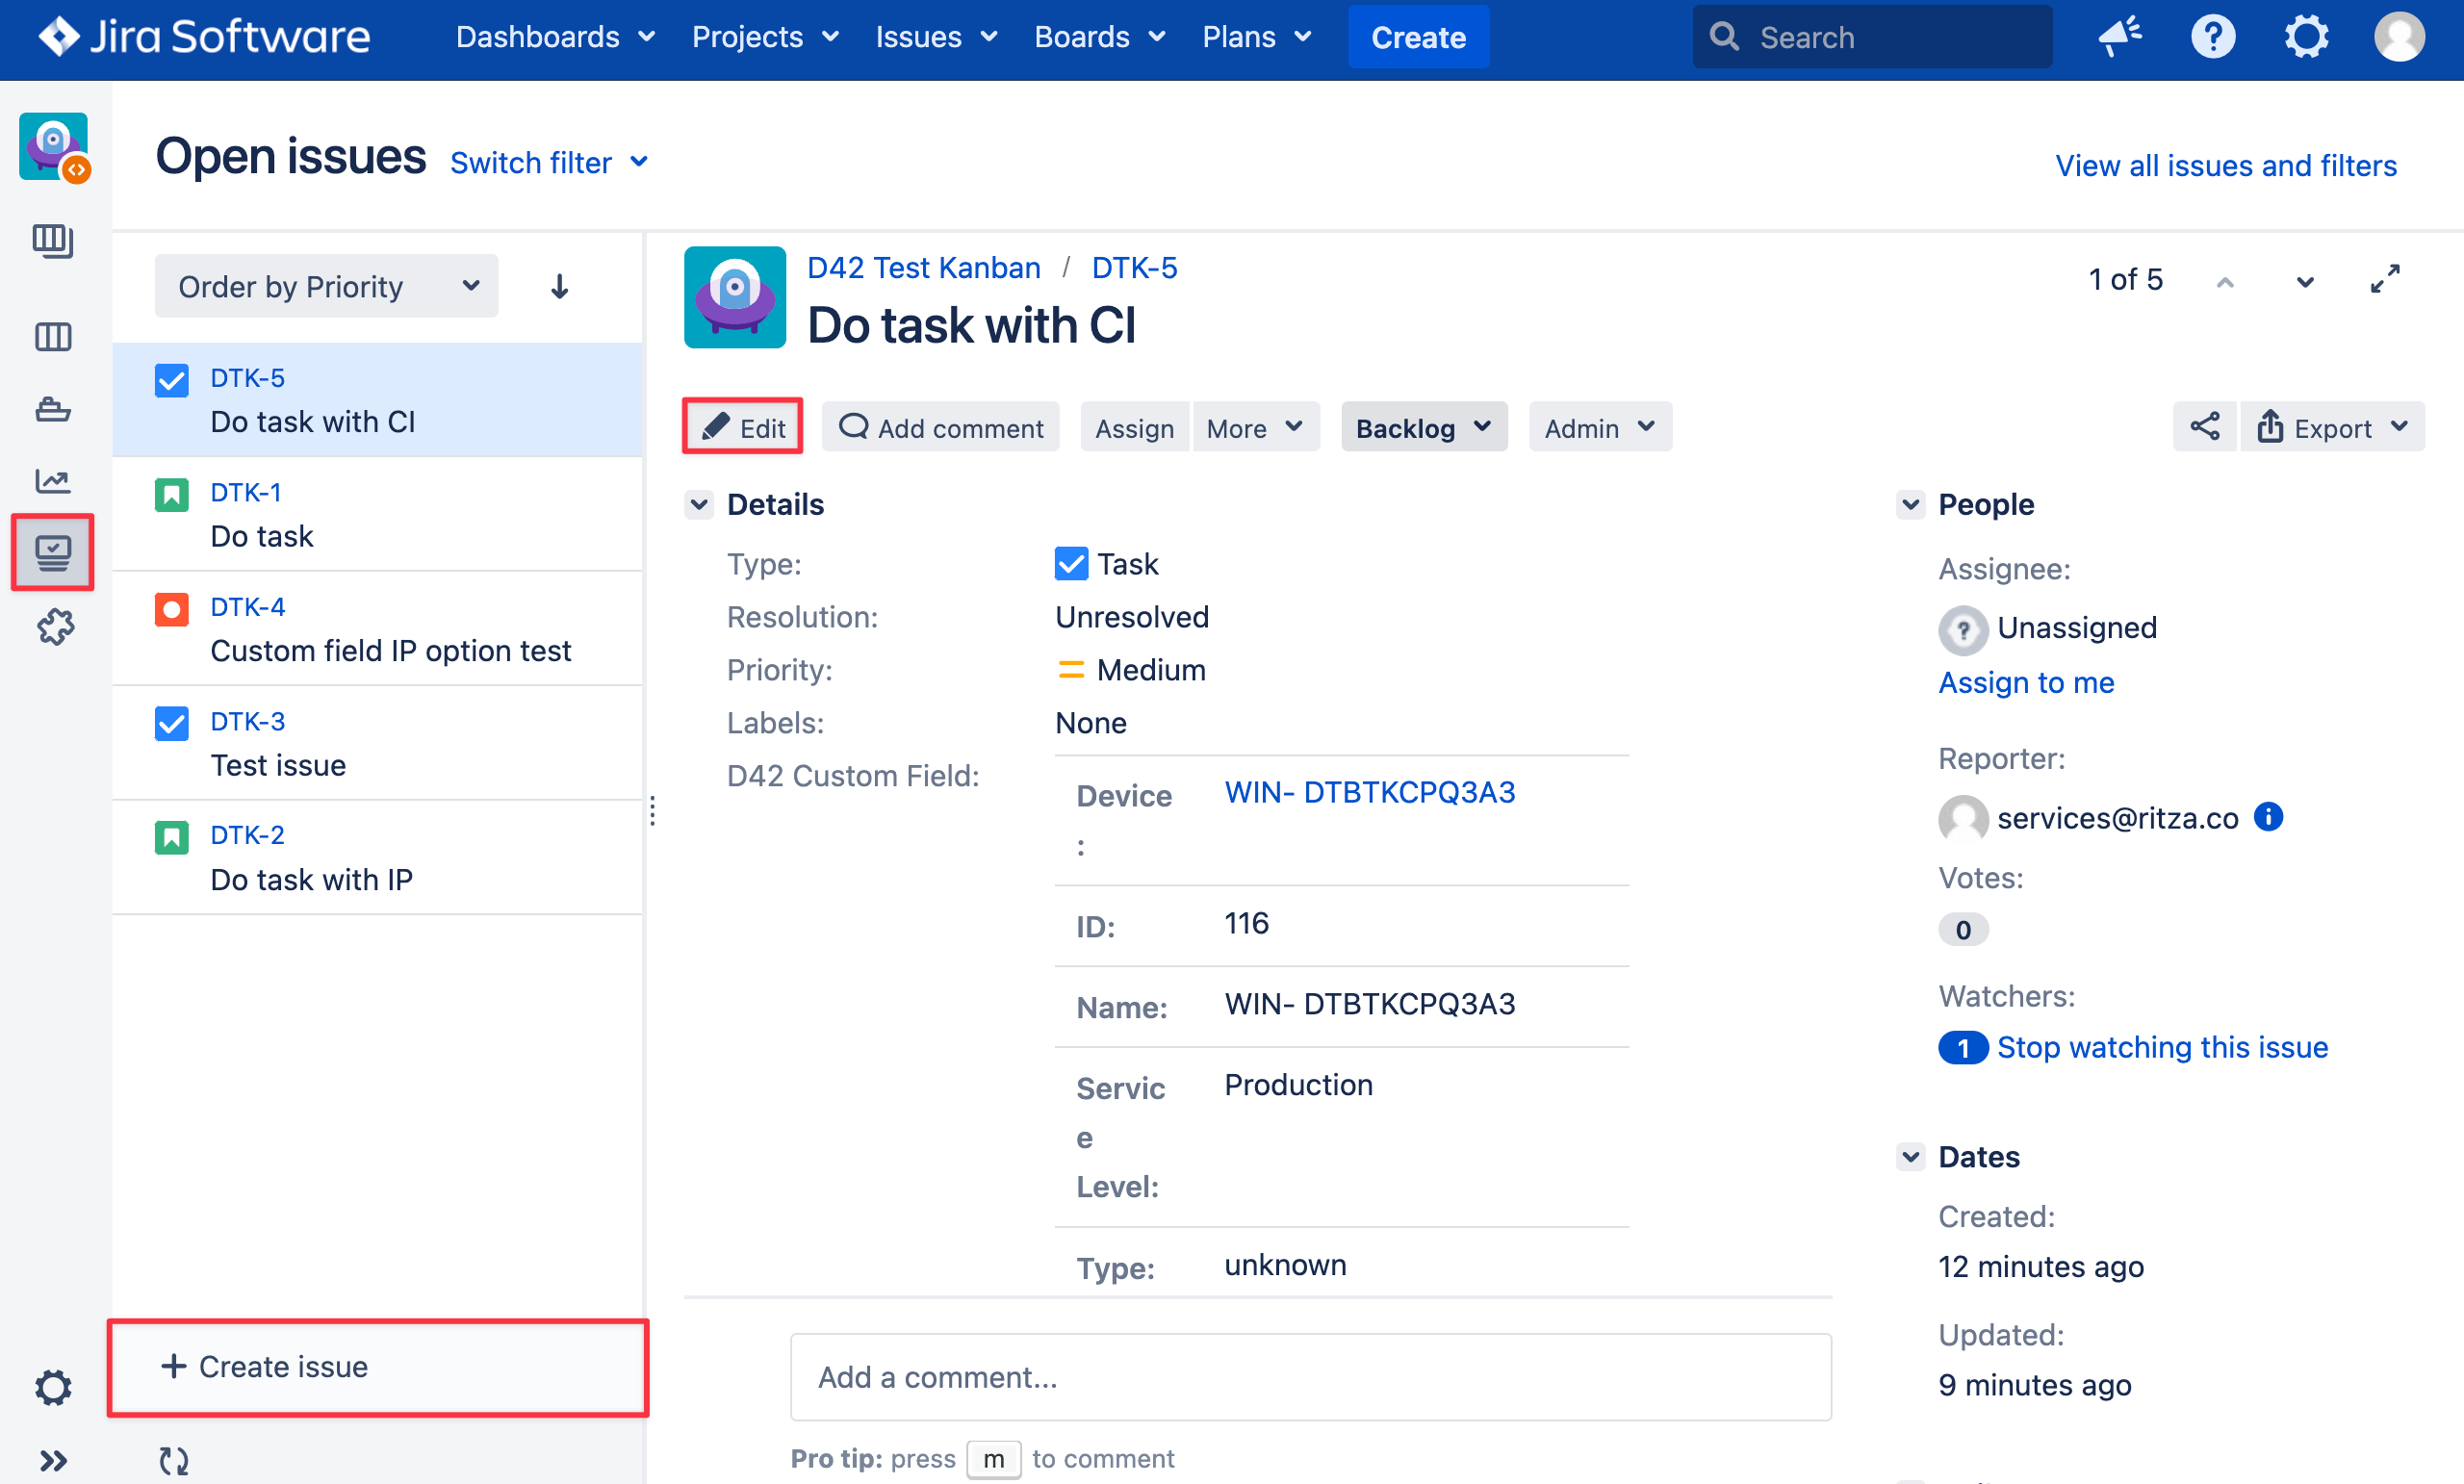 Jira Software
Dashboards Projects Issues Boards Plans Create Search
Open issues Switch filter
View all issues and filters
Order by Priority
DTK-5
Do task with CI
DTK-1
Do task
DTK-4
Custom field IP option test
DTK-3
Test issue
DTK-2
Do task with IP
+ Create issue
D42 Test Kanban / DTK-5
1 of 5
Do task with CI
Edit Add comment Assign More Backlog Admin Export
Details
Type: Task
Resolution: Unresolved
Priority: Medium
Labels: None
D42 Custom Field:
Device WIN- DTBTKCPQ3A3
:
ID: 116
Name: WIN- DTBTKCPQ3A3
Servic Production
e
Level:
Type: unknown
Add a comment...
Pro tip: press m to comment
People
Assignee:
Unassigned
Assign to me
Reporter:
services@ritza.co
Votes:
0
Watchers:
1 Stop watching this issue
Dates
Created:
12 minutes ago
Updated:
9 minutes ago